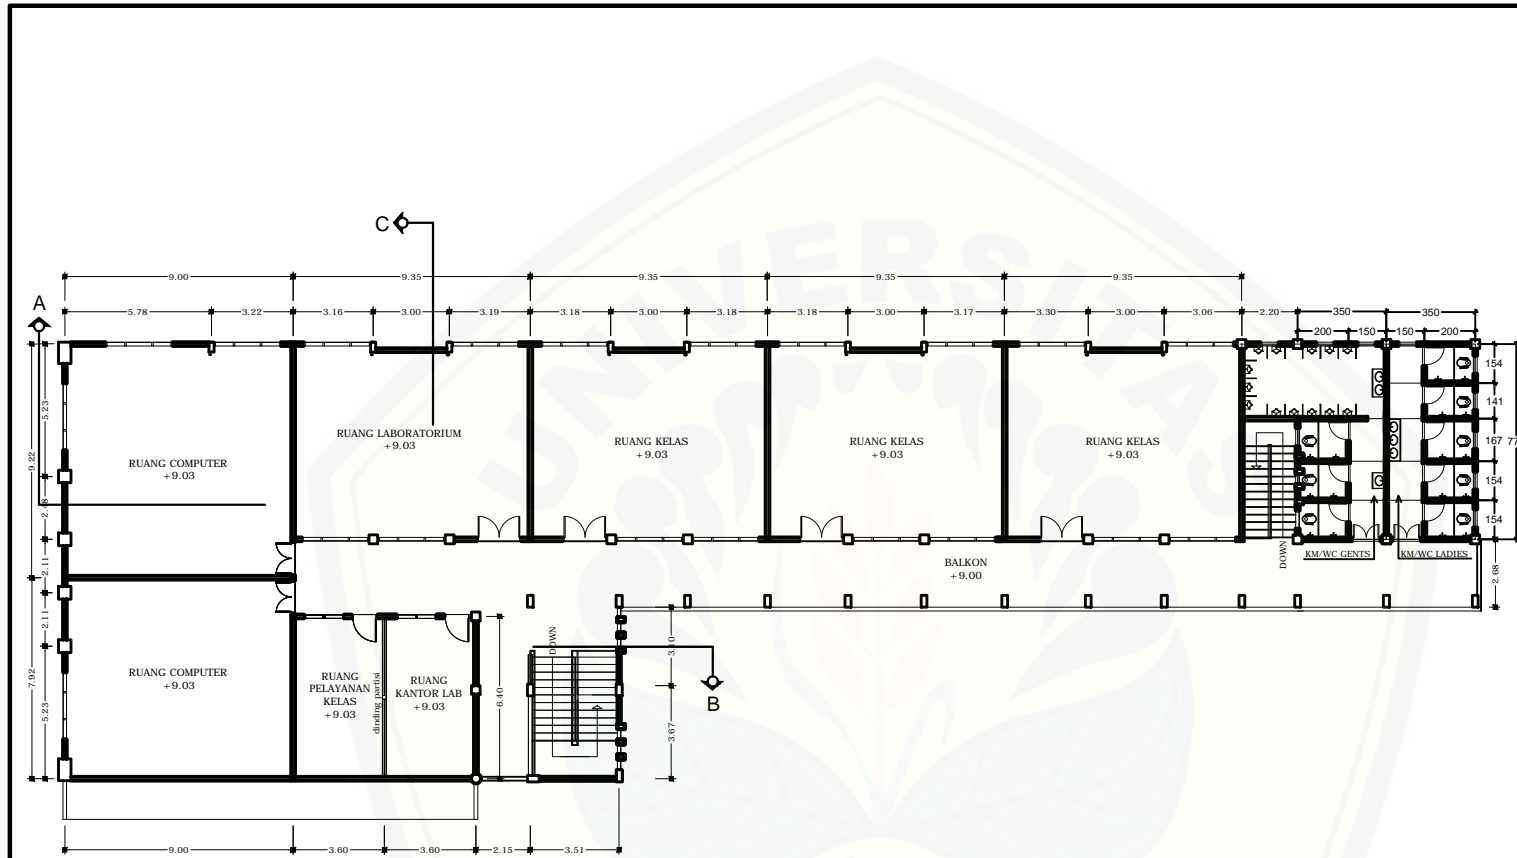 UNIVERSITAS
C
A
9.00 9.35 9.35 9.35 9.35
5.78 3.22 3.16 3.00 3.19 3.18 3.00 3.18 3.18 3.00 3.17 3.30 3.00 3.06 2.20 350 350
200 150 150 200
154
141
167
154
154
5.23
9.22
2.48
2.11
2.11
7.92
5.23
RUANG COMPUTER
+9.03
RUANG LABORATORIUM
+9.03
RUANG KELAS
+9.03
RUANG KELAS
+9.03
RUANG KELAS
+9.03
DOWN
KM/WC GENTS
KM/WC LADIES
2.68
BALKON
+9.00
RUANG COMPUTER
+9.03
RUANG
PELAYANAN
KELAS
+9.03
dinding partisi
RUANG
KANTOR LAB
+9.03
6.40
DOWN
3.10
3.67
B
9.00 3.60 3.60 2.15 3.51